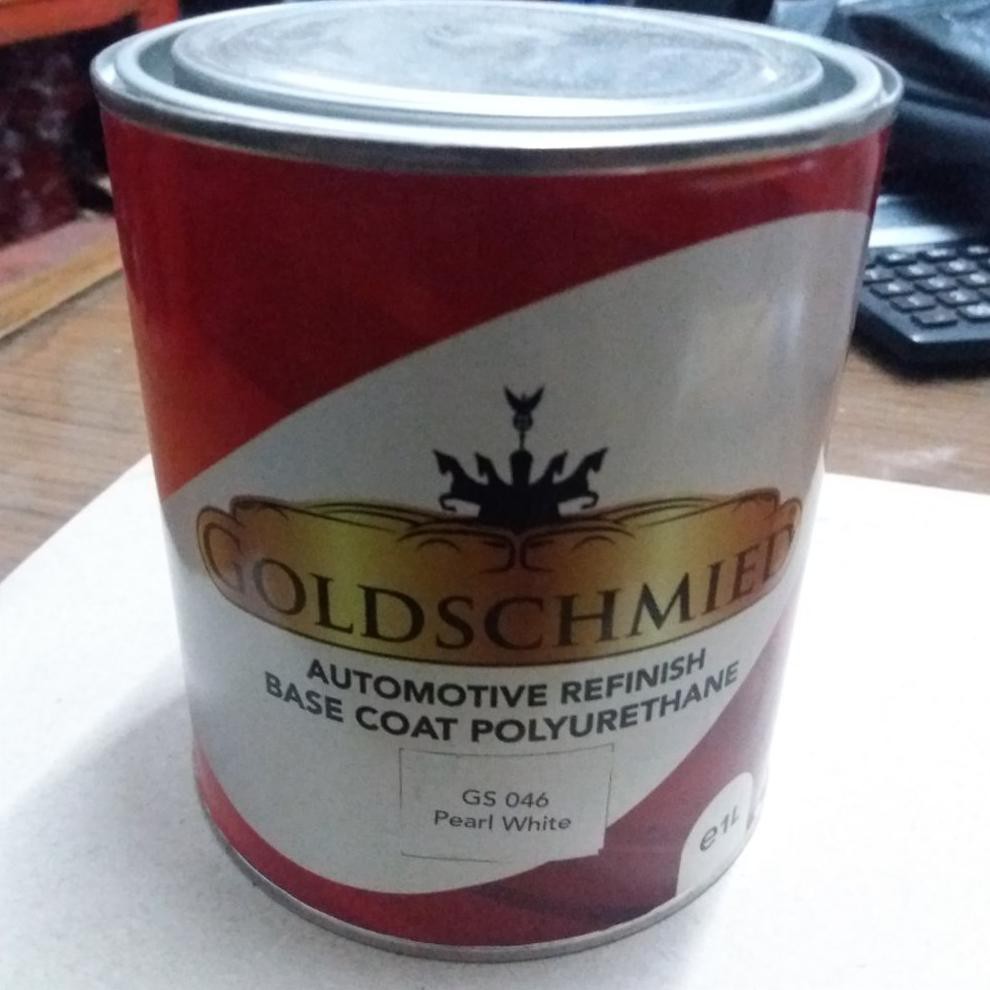 GOLDSCHMIED
AUTOMOTIVE REFINISH
BASE COAT POLYURETHANE
GS 046
Pearl White
e1L